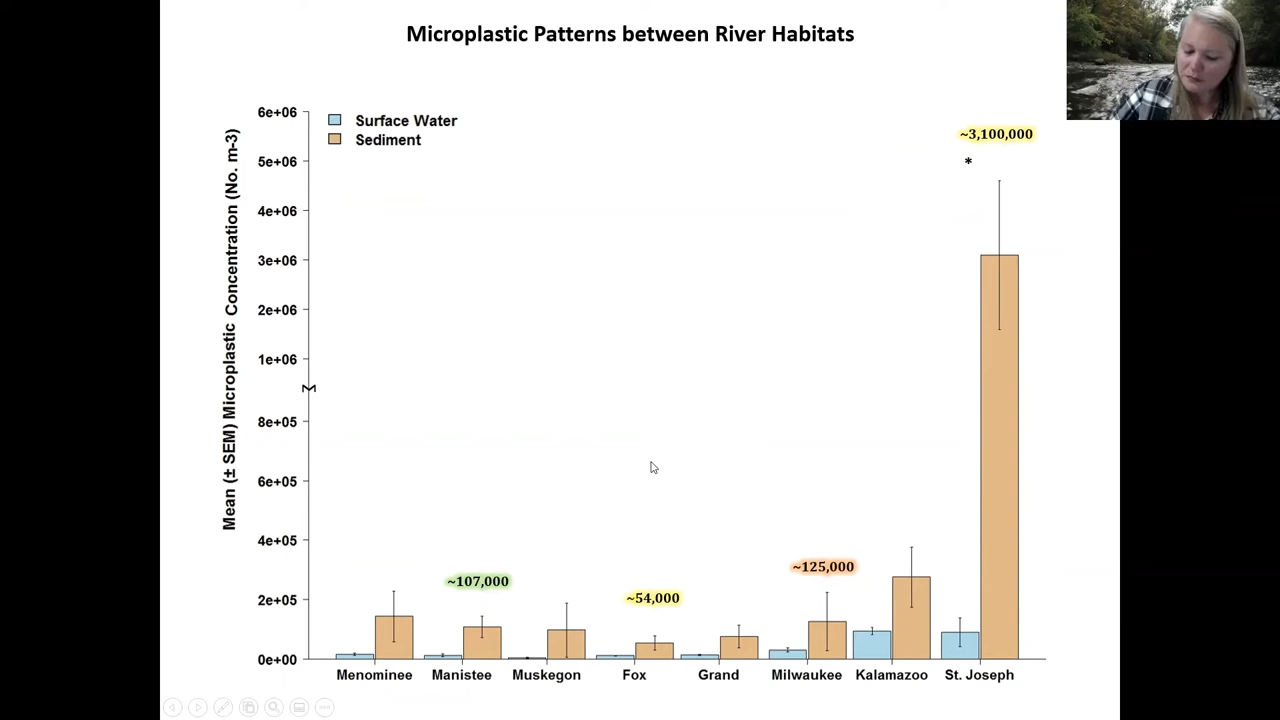 Microplastic Patterns between River Habitats
Mean (± SEM) Microplastic Concentration (No. m-3)
6e+06
5e+06
4e+06
3e+06
2e+06
1e+06
8e+05
6e+05
4e+05
2e+05
0e+00
Surface Water
Sediment
~3,100,000
*
~107,000
~54,000
~125,000
Menominee
Manistee
Muskegon
Fox
Grand
Milwaukee
Kalamazoo
St. Joseph